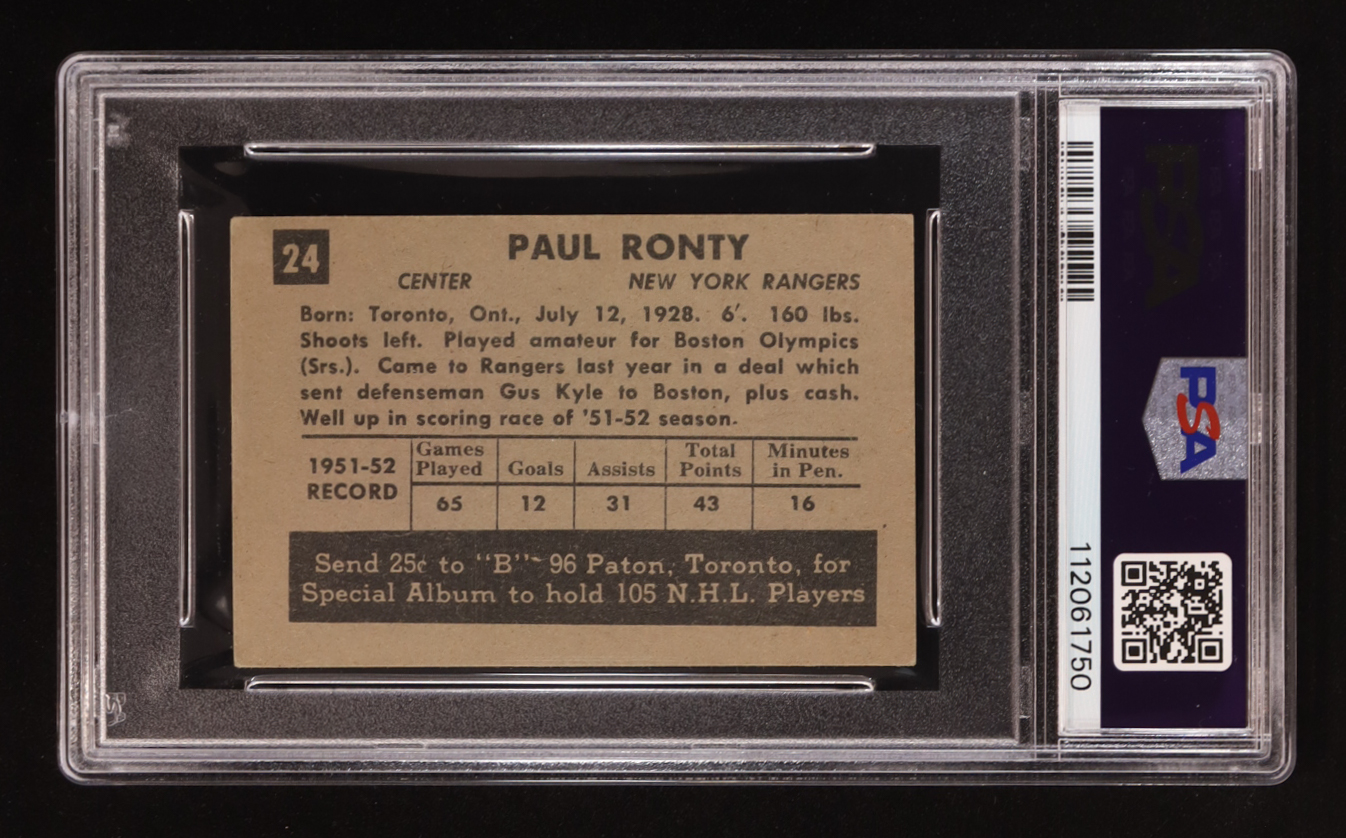 24
PAUL RONTY
CENTER NEW YORK RANGERS
Born: Toronto, Ont., July 12, 1928. 6'. 160 lbs.
Shoots left. Played amateur for Boston Olympics
(Srs.). Came to Rangers last year in a deal which
sent defenseman Gus Kyle to Boston, plus cash.
Well up in scoring race of '51-52 season.
1951-52 RECORD
Games Played Goals Assists Total Points Minutes in Pen.
65 12 31 43 16
Send 25¢ to "B"- 96 Paton, Toronto, for
Special Album to hold 105 N.H.L. Players
PSA
PSA
112061750